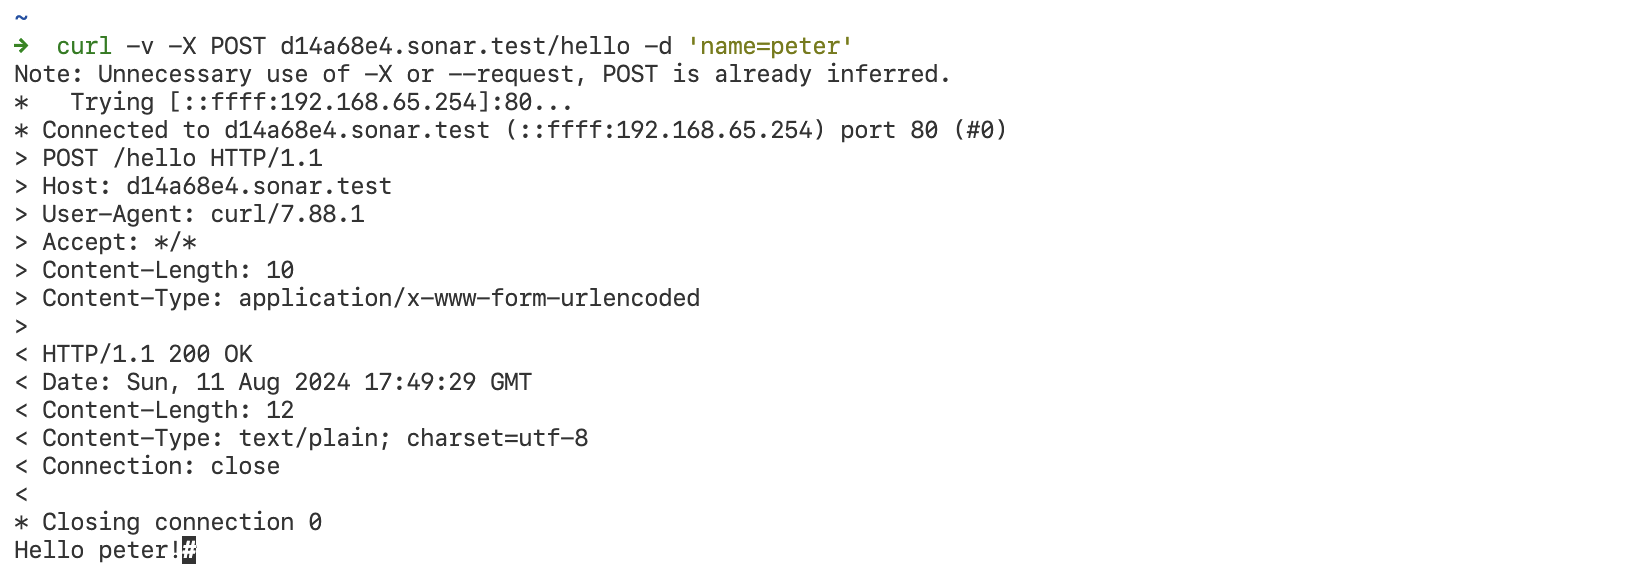 ~
➜  curl -v -X POST d14a68e4.sonar.test/hello -d 'name=peter'
Note: Unnecessary use of -X or --request, POST is already inferred.
*   Trying [::ffff:192.168.65.254]:80...
* Connected to d14a68e4.sonar.test (::ffff:192.168.65.254) port 80 (#0)
> POST /hello HTTP/1.1
> Host: d14a68e4.sonar.test
> User-Agent: curl/7.88.1
> Accept: */*
> Content-Length: 10
> Content-Type: application/x-www-form-urlencoded
>
< HTTP/1.1 200 OK
< Date: Sun, 11 Aug 2024 17:49:29 GMT
< Content-Length: 12
< Content-Type: text/plain; charset=utf-8
< Connection: close
<
* Closing connection 0
Hello peter!#